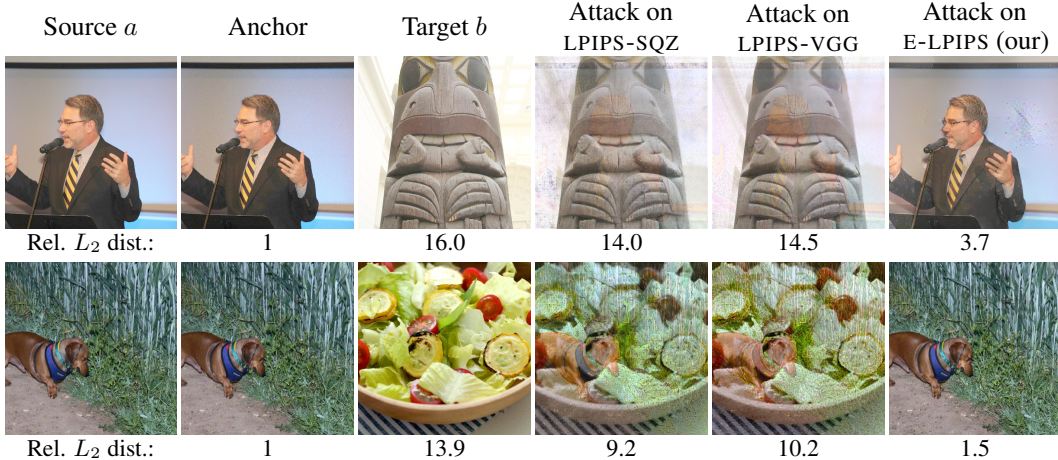 Source a
Anchor
Target b
Attack on
LPIPS-SQZ
Attack on
LPIPS-VGG
Attack on
E-LPIPS (our)
Rel. L₂ dist.:
1
16.0
14.0
14.5
3.7
Rel. L₂ dist.:
1
13.9
9.2
10.2
1.5